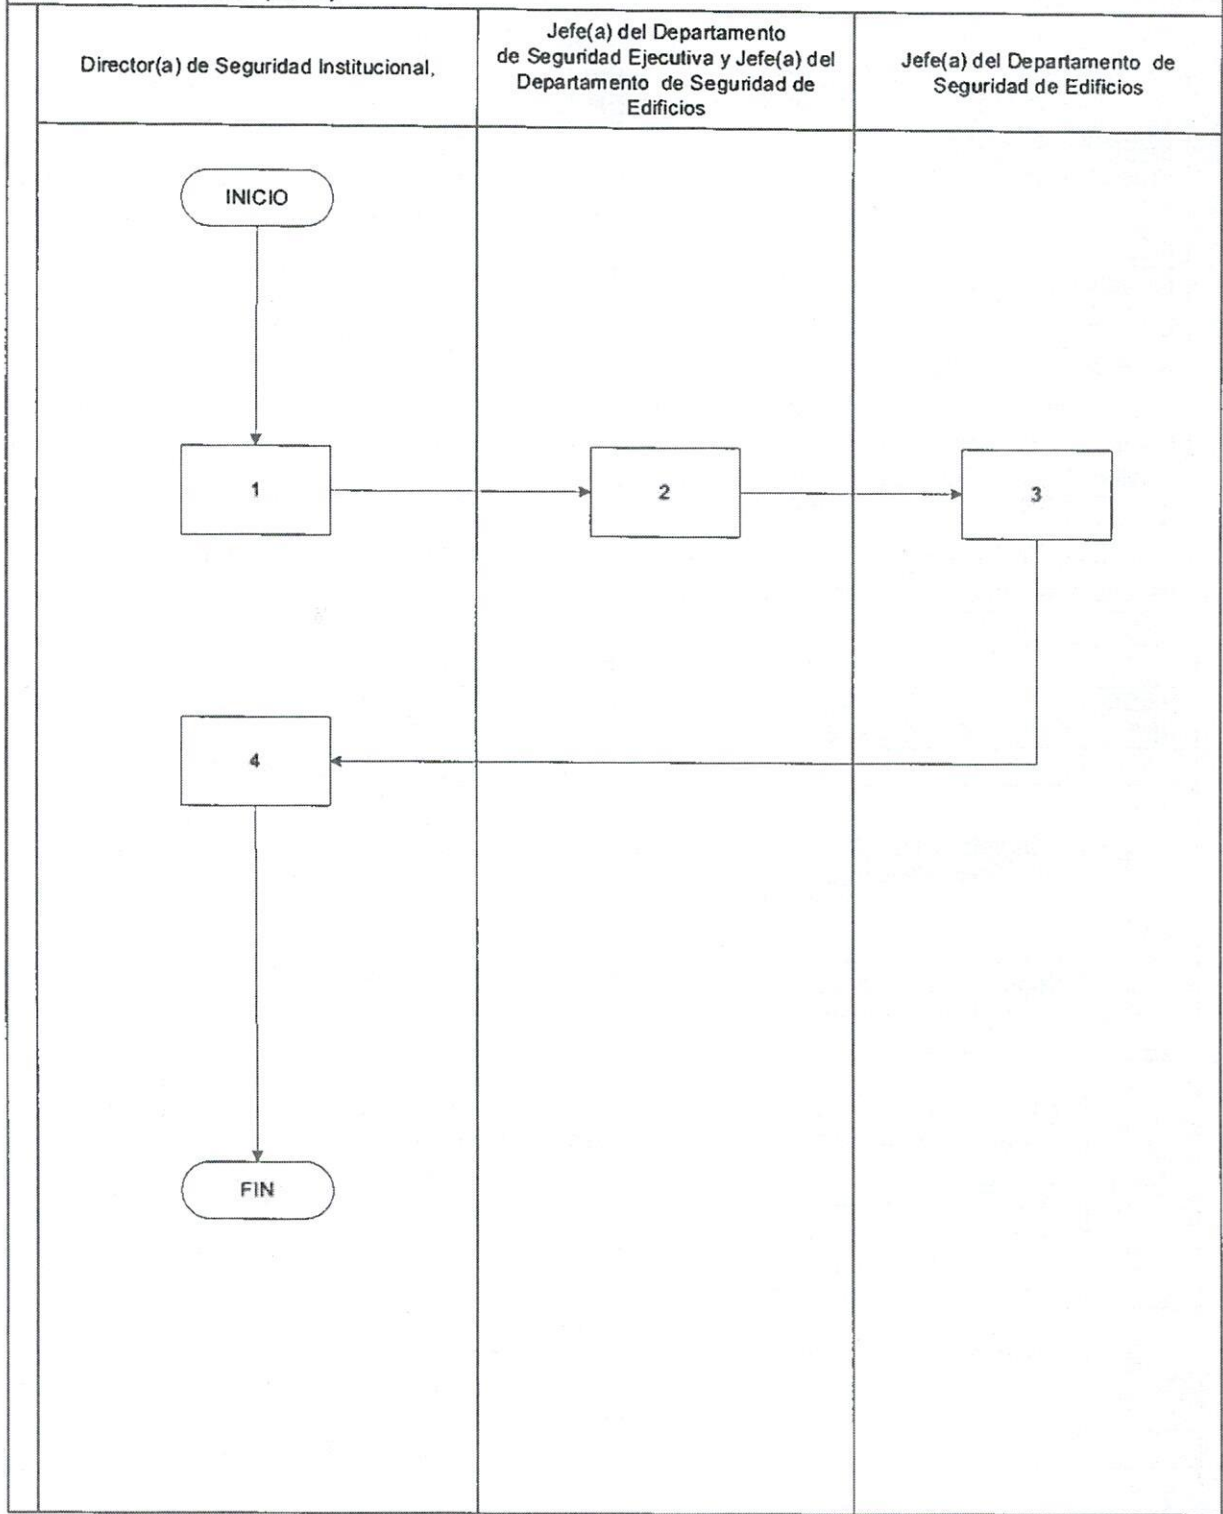 Director(a) de Seguridad Institucional,
Jefe(a) del Departamento
de Seguridad Ejecutiva y Jefe(a) del
Departamento de Seguridad de
Edificios
Jefe(a) del Departamento de
Seguridad de Edificios
INICIO
1
2
3
4
FIN